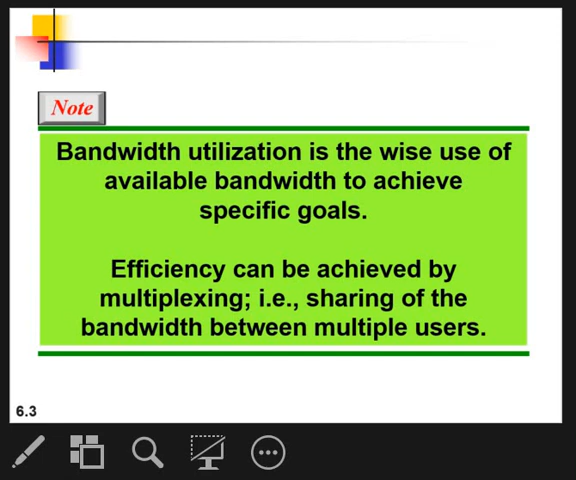 Note
Bandwidth utilization is the wise use of
available bandwidth to achieve
specific goals.
Efficiency can be achieved by
multiplexing; i.e., sharing of the
bandwidth between multiple users.
6.3